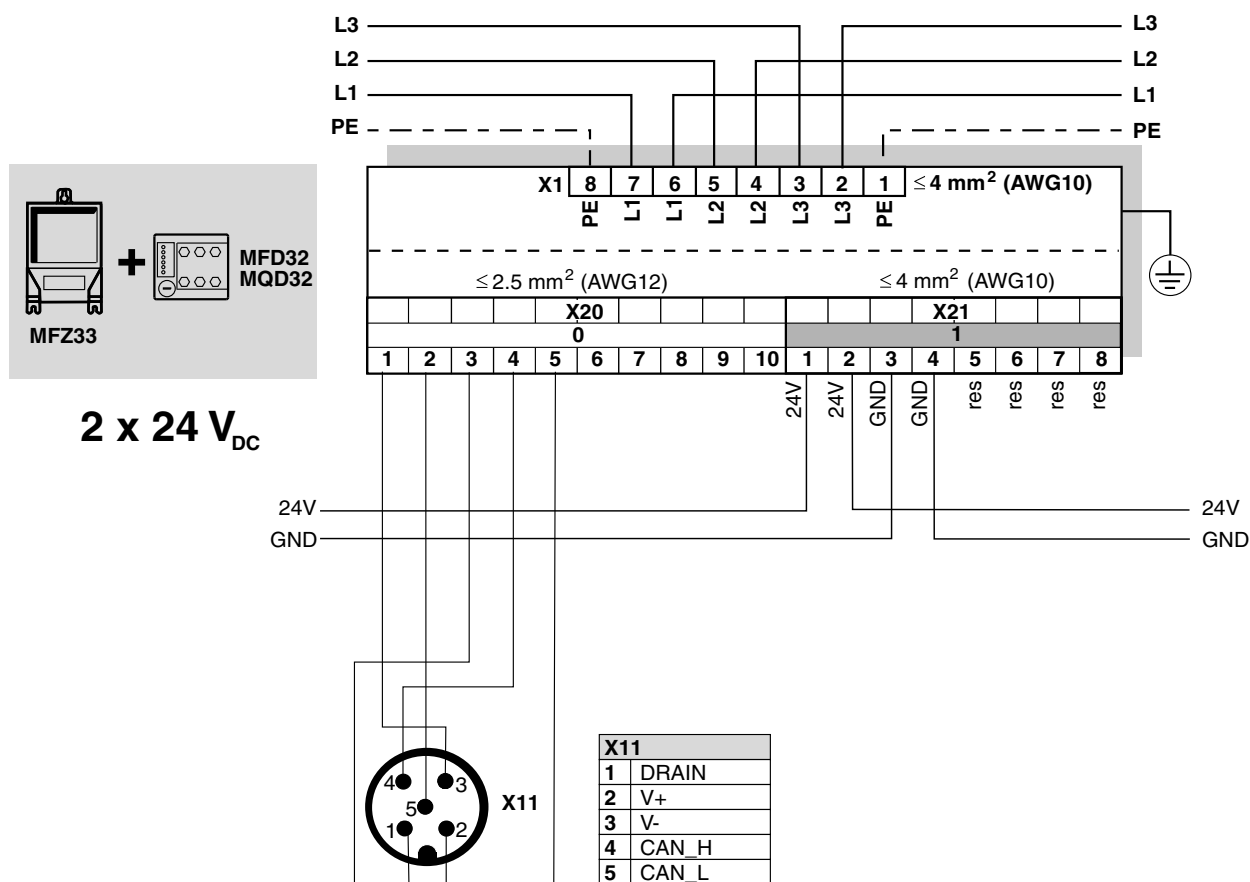 L3 L3
L2 L2
L1 L1
PE PE
X1 8 7 6 5 4 3 2 1 ≤ 4 mm² (AWG10)
PE L1 L1 L2 L2 L3 L3 PE
MFZ33 + MFD32
MQD32
≤ 2.5 mm² (AWG12) ≤ 4 mm² (AWG10)
X20 X21
0 1
1 2 3 4 5 6 7 8 9 10 1 2 3 4 5 6 7 8
24V 24V GND GND res res res res
2 x 24 V_DC
24V 24V
GND GND
4 3
5
1 2
X11
X11
1 DRAIN
2 V+
3 V-
4 CAN_H
5 CAN_L